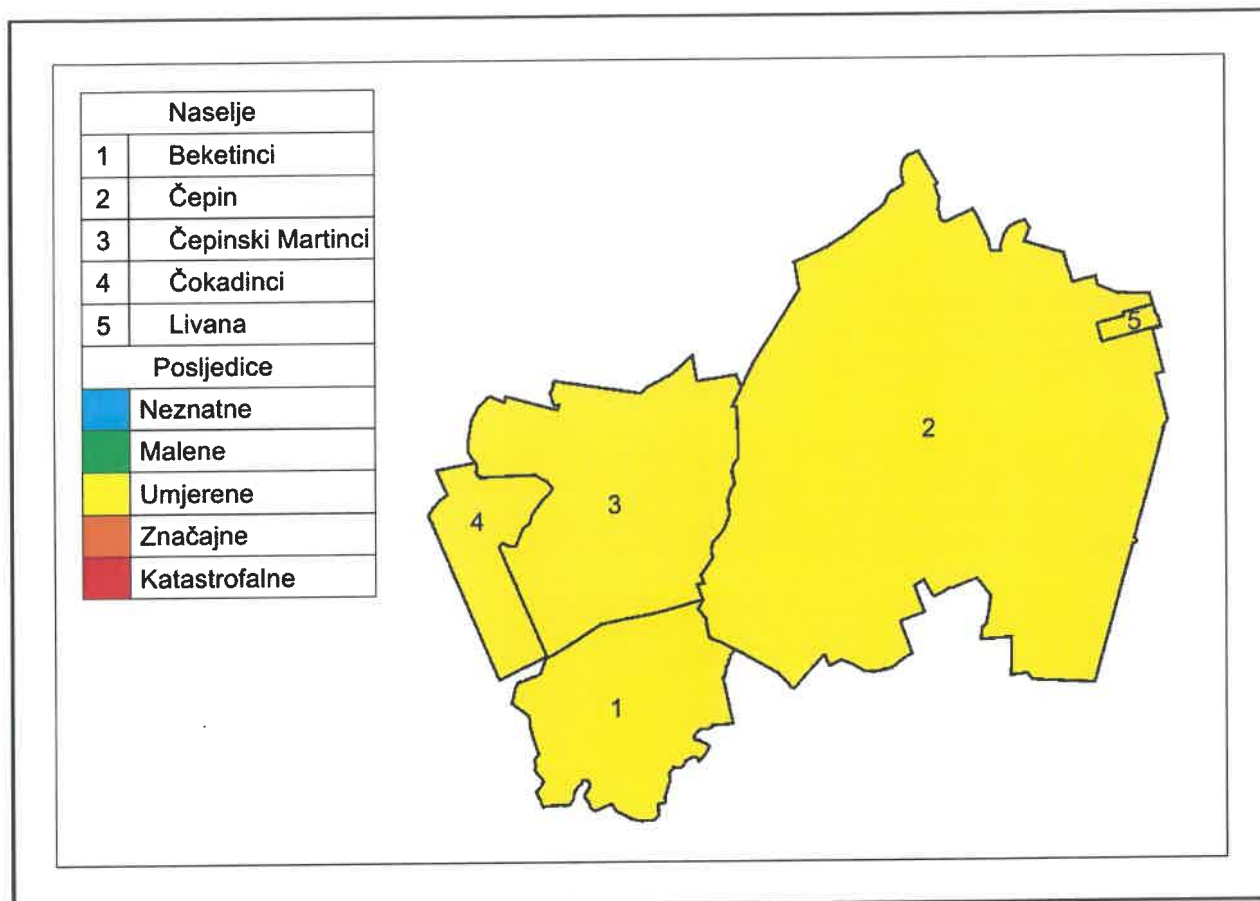 Naselje
1 Beketinci
2 Čepin
3 Čepinski Martinci
4 Čokadinci
5 Livana
Posljedice
Neznatne
Malene
Umjerene
Značajne
Katastrofalne
5
2
3
4
1